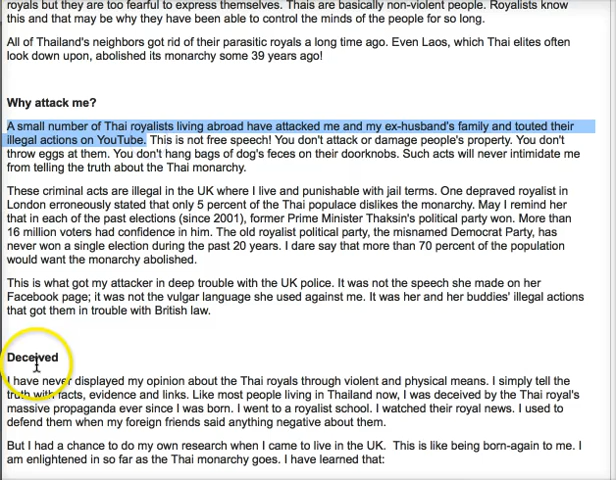 royals but they are too fearful to express themselves. Thais are basically non-violent people. Royalists know
this and that may be why they have been able to control the minds of the people for so long.
All of Thailand's neighbors got rid of their parasitic royals a long time ago. Even Laos, which Thai elites often
look down upon, abolished its monarchy some 39 years ago!
Why attack me?
A small number of Thai royalists living abroad have attacked me and my ex-husband's family and touted their
illegal actions on YouTube. This is not free speech! You don't attack or damage people's property. You don't
throw eggs at them. You don't hang bags of dog's feces on their doorknobs. Such acts will never intimidate me
from telling the truth about the Thai monarchy.
These criminal acts are illegal in the UK where I live and punishable with jail terms. One depraved royalist in
London erroneously stated that only 5 percent of the Thai populace dislikes the monarchy. May I remind her
that in each of the past elections (since 2001), former Prime Minister Thaksin's political party won. More than
16 million voters had confidence in him. The old royalist political party, the misnamed Democrat Party, has
never won a single election during the past 20 years. I dare say that more than 70 percent of the population
would want the monarchy abolished.
This is what got my attacker in deep trouble with the UK police. It was not the speech she made on her
Facebook page; it was not the vulgar language she used against me. It was her and her buddies' illegal actions
that got them in trouble with British law.
Deceived
I have never displayed my opinion about the Thai royals through violent and physical means. I simply tell the
truth with facts, evidence and links. Like most people living in Thailand now, I was deceived by the Thai royal's
massive propaganda ever since I was born. I went to a royalist school. I watched their royal news. I used to
defend them when my foreign friends said anything negative about them.
But I had a chance to do my own research when I came to live in the UK. This is like being born-again to me. I
am enlightened in so far as the Thai monarchy goes. I have learned that: